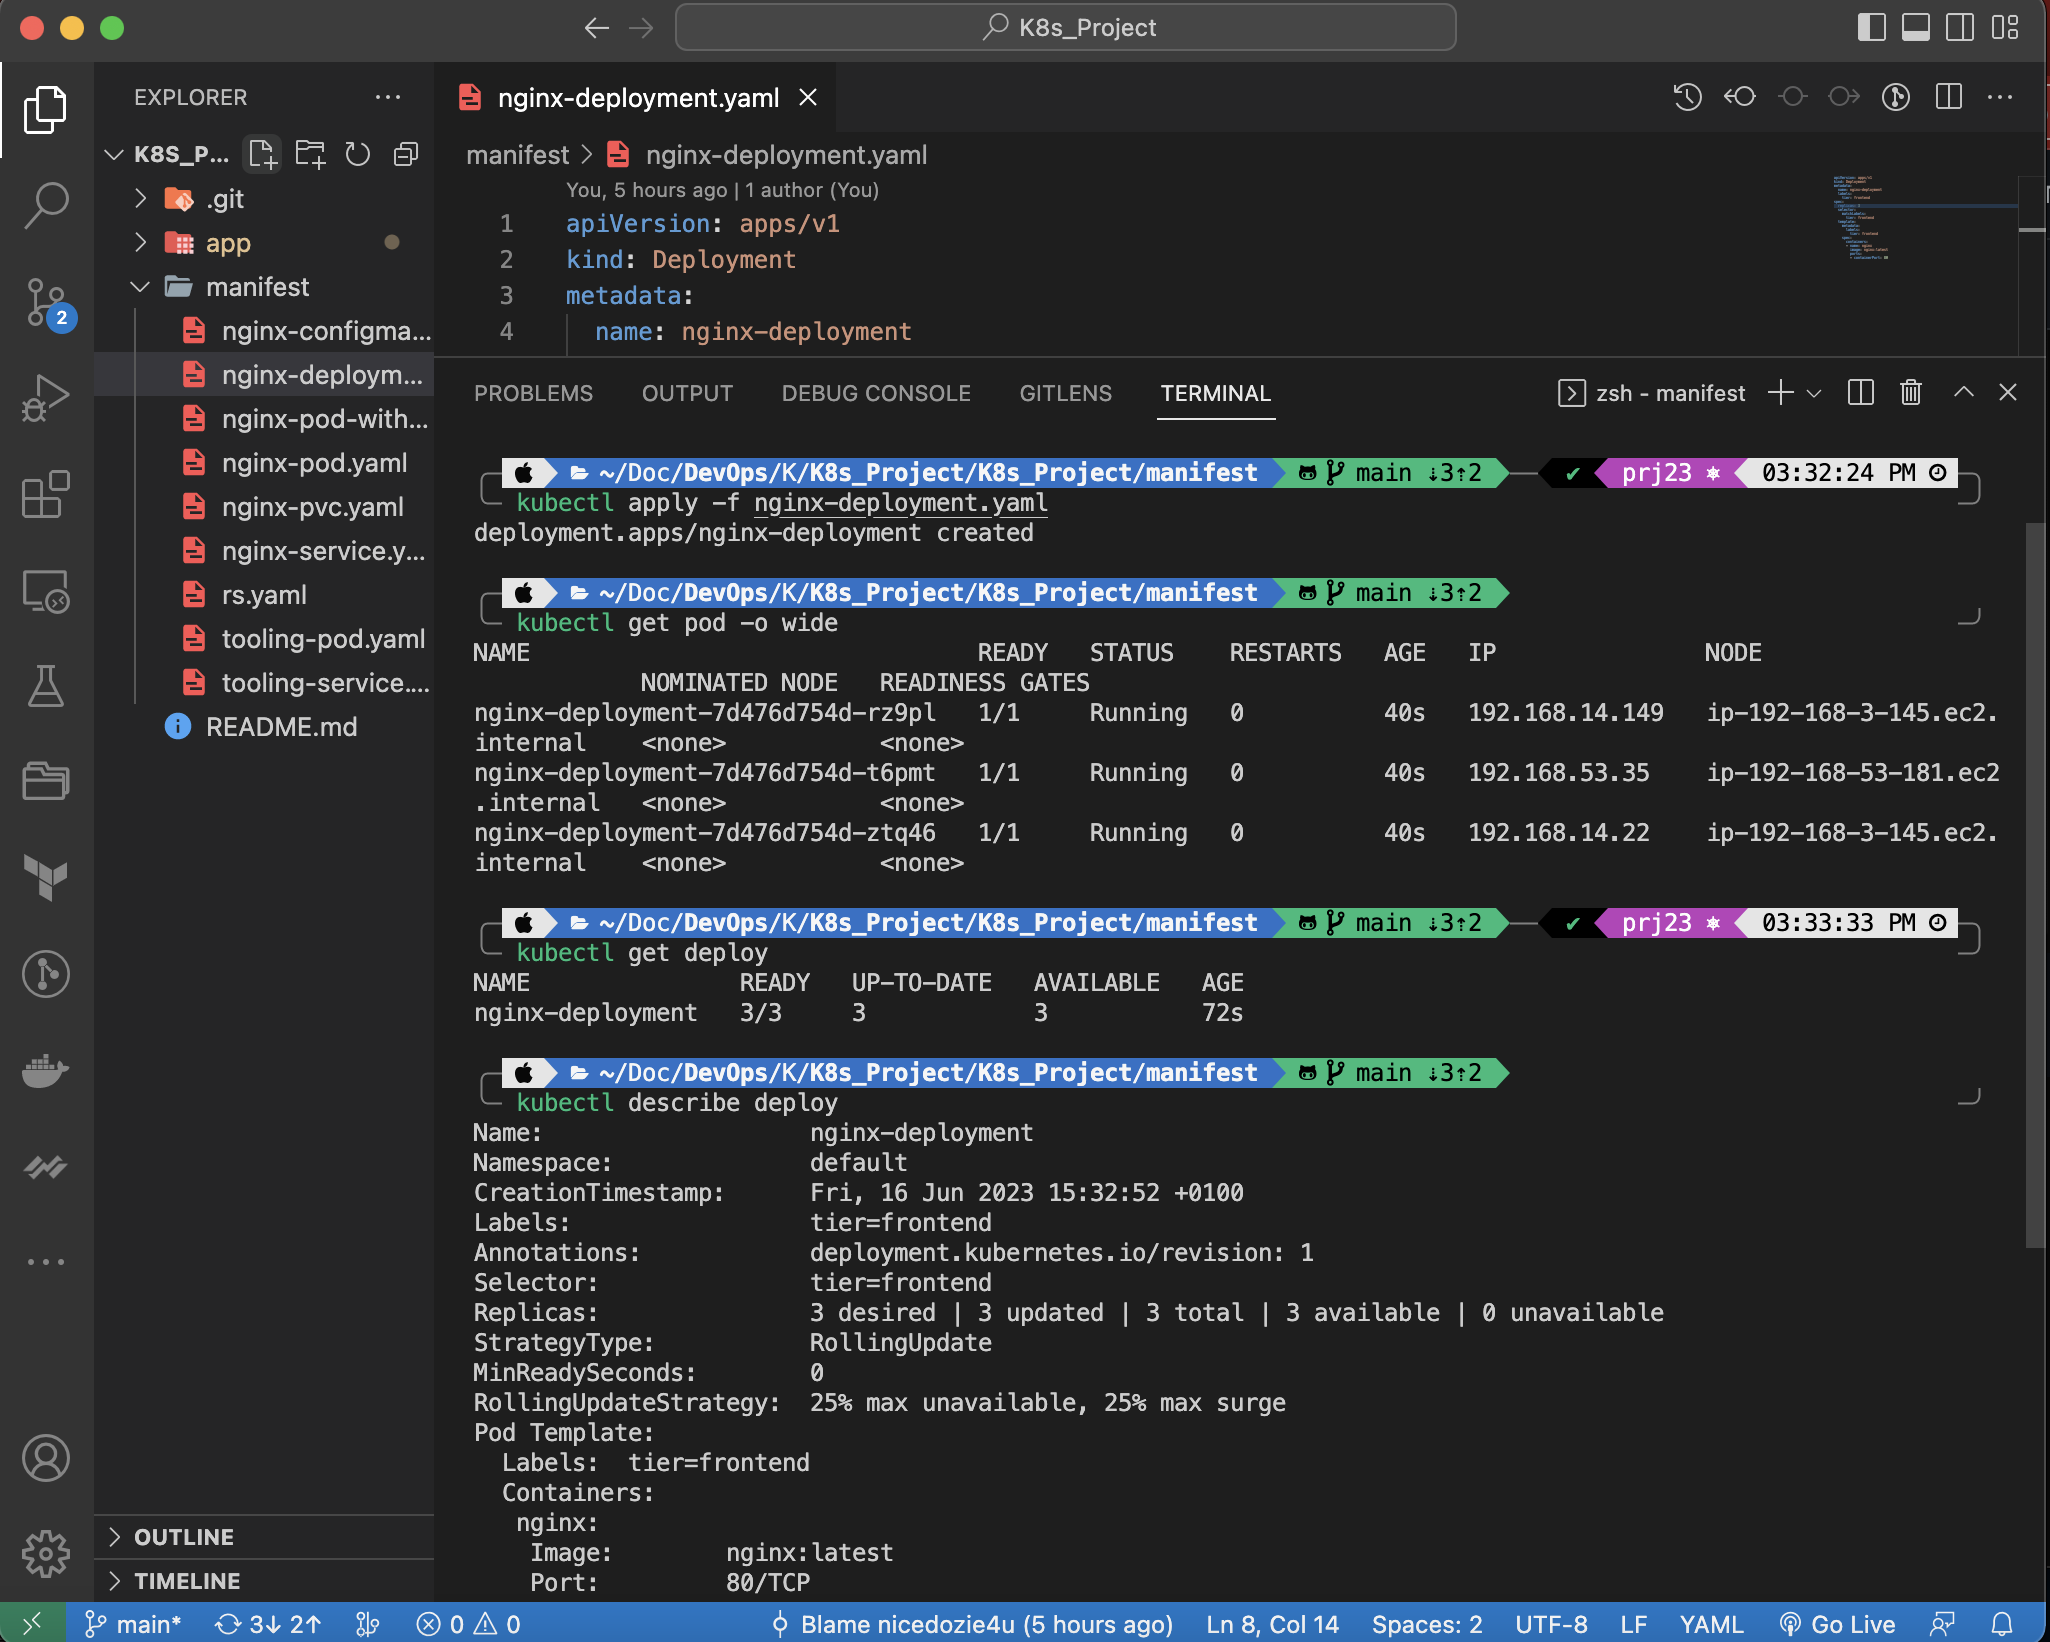 K8s_Project
EXPLORER
nginx-deployment.yaml
K8S_P...
.git
app
manifest
nginx-configma...
nginx-deploym...
nginx-pod-with...
nginx-pod.yaml
nginx-pvc.yaml
nginx-service.y...
rs.yaml
tooling-pod.yaml
tooling-service....
README.md
2
OUTLINE
TIMELINE
manifest > nginx-deployment.yaml
You, 5 hours ago | 1 author (You)
1 apiVersion: apps/v1
2 kind: Deployment
3 metadata:
4 name: nginx-deployment
PROBLEMS OUTPUT DEBUG CONSOLE GITLENS TERMINAL zsh - manifest
~/Doc/DevOps/K/K8s_Project/K8s_Project/manifest main ⇣3⇡2 ✔ prj23 03:32:24 PM
kubectl apply -f nginx-deployment.yaml
deployment.apps/nginx-deployment created
~/Doc/DevOps/K/K8s_Project/K8s_Project/manifest main ⇣3⇡2
kubectl get pod -o wide
NAME READY STATUS RESTARTS AGE IP NODE
NOMINATED NODE READINESS GATES
nginx-deployment-7d476d754d-rz9pl 1/1 Running 0 40s 192.168.14.149 ip-192-168-3-145.ec2.
internal <none> <none>
nginx-deployment-7d476d754d-t6pmt 1/1 Running 0 40s 192.168.53.35 ip-192-168-53-181.ec2
.internal <none> <none>
nginx-deployment-7d476d754d-ztq46 1/1 Running 0 40s 192.168.14.22 ip-192-168-3-145.ec2.
internal <none> <none>
~/Doc/DevOps/K/K8s_Project/K8s_Project/manifest main ⇣3⇡2 ✔ prj23 03:33:33 PM
kubectl get deploy
NAME READY UP-TO-DATE AVAILABLE AGE
nginx-deployment 3/3 3 3 72s
~/Doc/DevOps/K/K8s_Project/K8s_Project/manifest main ⇣3⇡2
kubectl describe deploy
Name: nginx-deployment
Namespace: default
CreationTimestamp: Fri, 16 Jun 2023 15:32:52 +0100
Labels: tier=frontend
Annotations: deployment.kubernetes.io/revision: 1
Selector: tier=frontend
Replicas: 3 desired | 3 updated | 3 total | 3 available | 0 unavailable
StrategyType: RollingUpdate
MinReadySeconds: 0
RollingUpdateStrategy: 25% max unavailable, 25% max surge
Pod Template:
Labels: tier=frontend
Containers:
nginx:
Image: nginx:latest
Port: 80/TCP
main* 3↓ 2↑ 0 0 Blame nicedozie4u (5 hours ago) Ln 8, Col 14 Spaces: 2 UTF-8 LF YAML Go Live